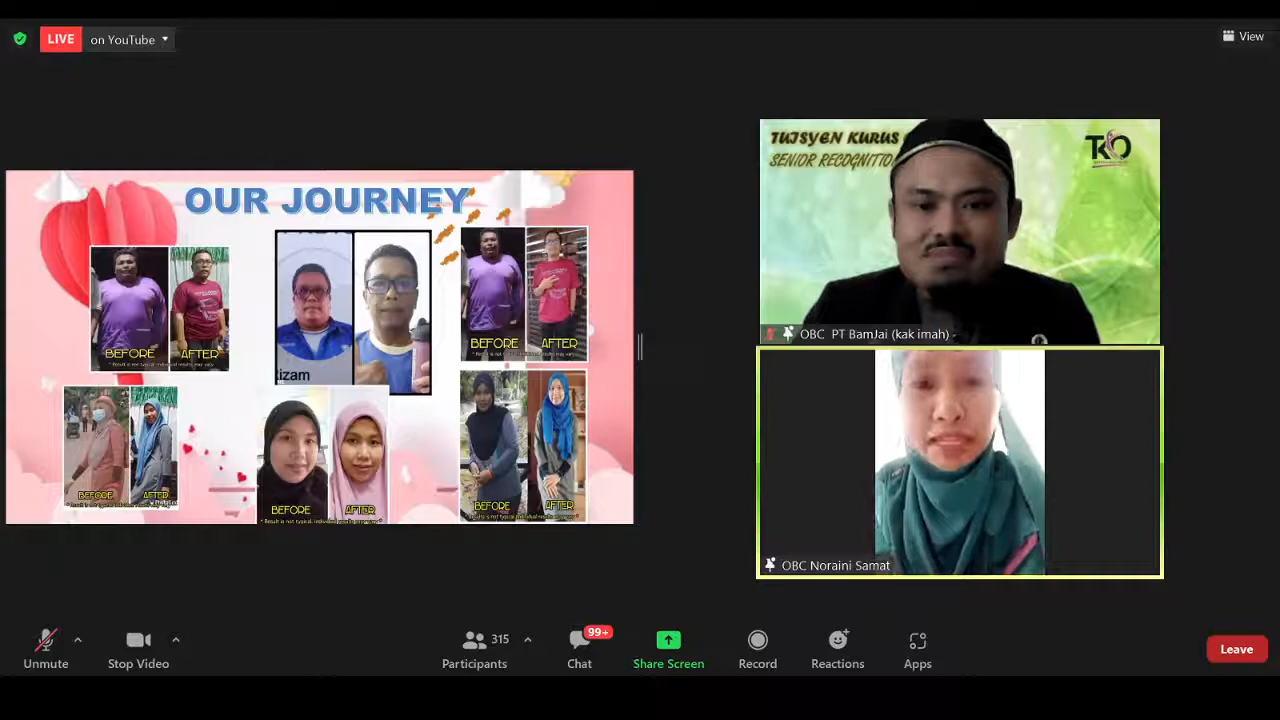 LIVE
on YouTube
View
OUR JOURNEY
BEFORE
AFTER
izam
BEFORE
AFTER
BEFORE
AFTER
BEFORE
AFTER
BEFORE
AFTER
TUISYEN KURUS
SENIOR RECOGNITIO
TKO
OBC PT BamJai (kak imah)
OBC Noraini Samat
Unmute
Stop Video
315
Participants
99+
Chat
Share Screen
Record
Reactions
Apps
Leave